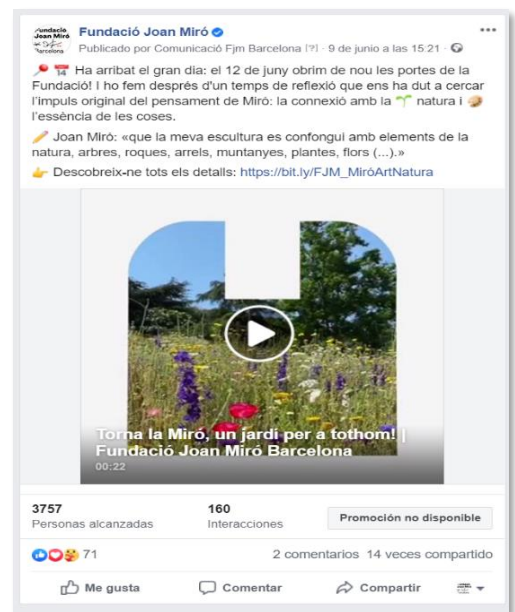 Fundació Joan Miró
Publicado por Comunicació Fjm Barcelona [?] · 9 de junio a las 15:21 ·
Ha arribat el gran dia: el 12 de juny obrim de nou les portes de la
Fundació! I ho fem després d'un temps de reflexió que ens ha dut a cercar
l'impuls original del pensament de Miró: la connexió amb la 🌱 natura i
l'essència de les coses.
Joan Miró: «que la meva escultura es confongui amb elements de la
natura, arbres, roques, arrels, muntanyes, plantes, flors (...).»
👉 Descobreix-ne tots els detalls: https://bit.ly/FJM_MiróArtNatura
Torna la Miró, un jardí per a tothom! |
Fundació Joan Miró Barcelona
00:22
3757
Personas alcanzadas
160
Interacciones
Promoción no disponible
71
2 comentarios 14 veces compartido
Me gusta
Comentar
Compartir